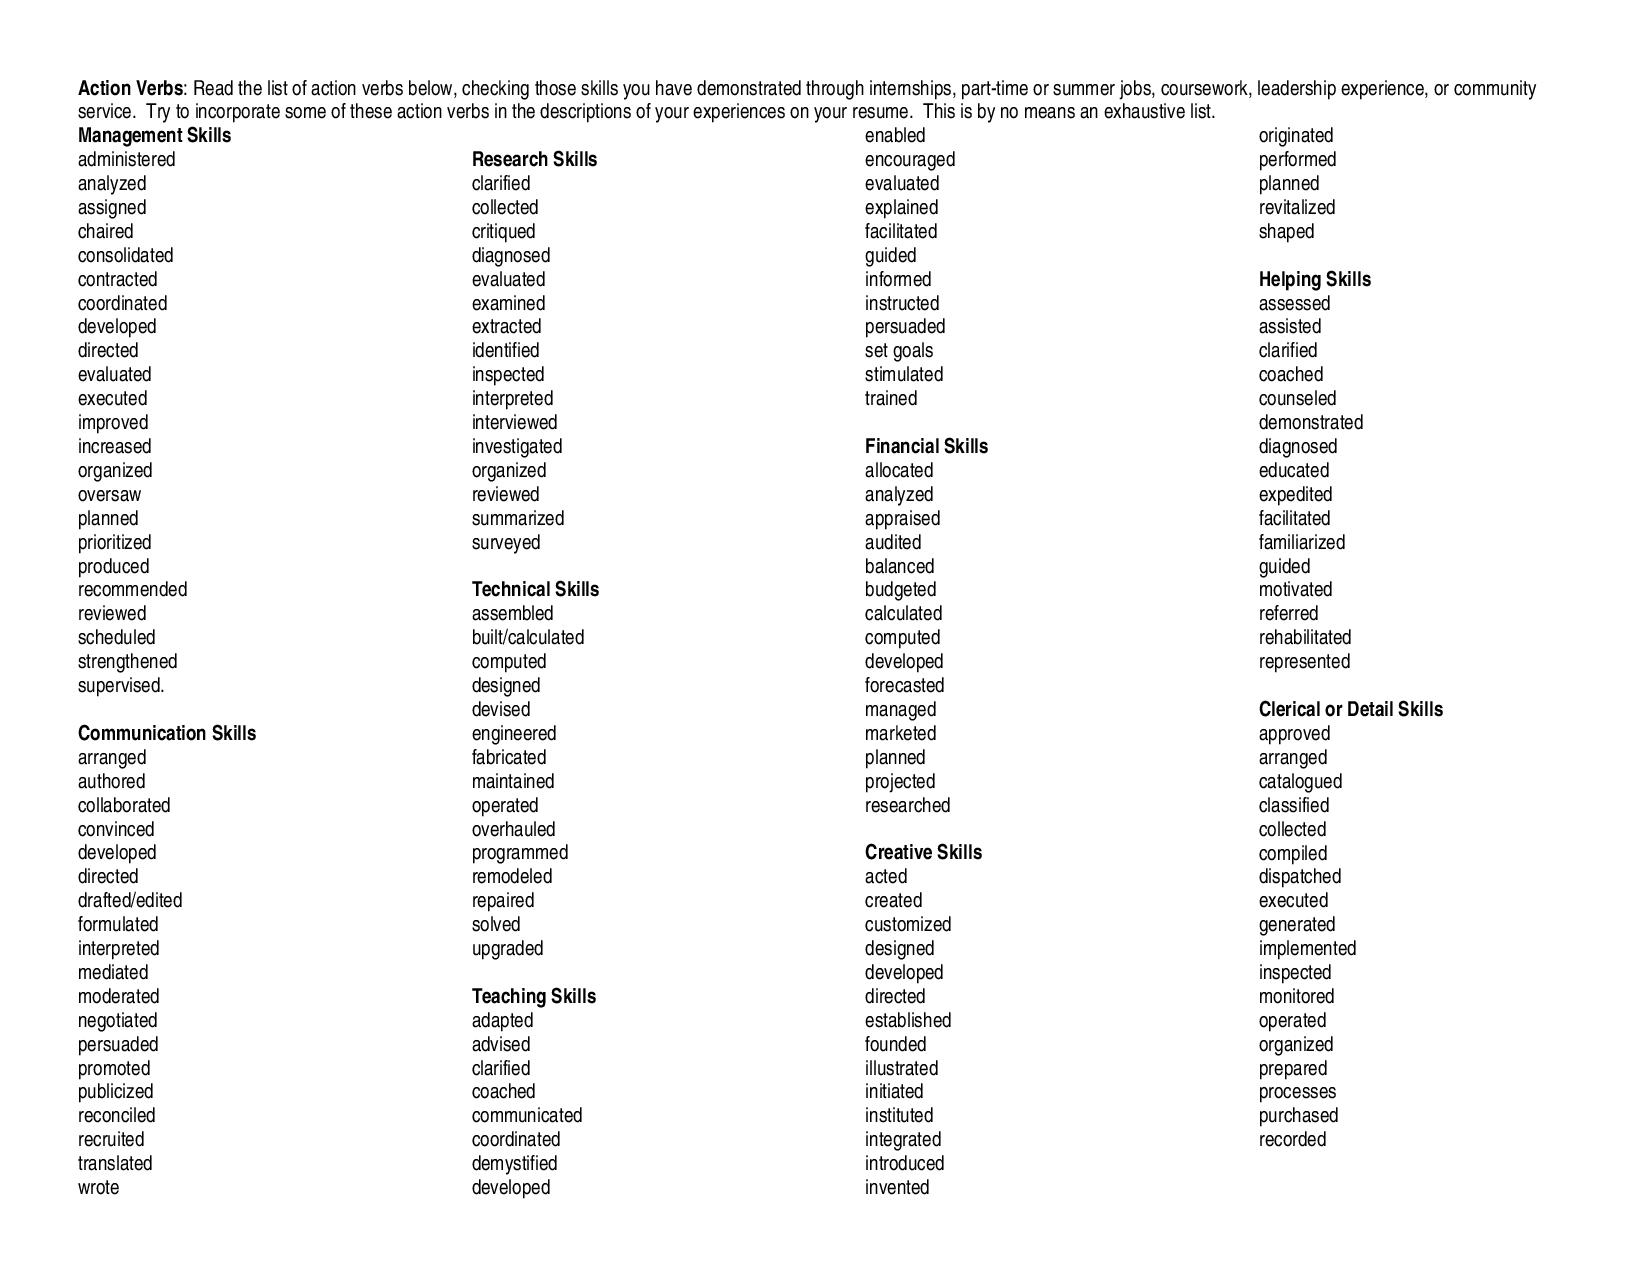 Action Verbs: Read the list of action verbs below, checking those skills you have demonstrated through internships, part-time or summer jobs, coursework, leadership experience, or community
service.  Try to incorporate some of these action verbs in the descriptions of your experiences on your resume.  This is by no means an exhaustive list.
Management Skills
administered
analyzed
assigned
chaired
consolidated
contracted
coordinated
developed
directed
evaluated
executed
improved
increased
organized
oversaw
planned
prioritized
produced
recommended
reviewed
scheduled
strengthened
supervised.
Communication Skills
arranged
authored
collaborated
convinced
developed
directed
drafted/edited
formulated
interpreted
mediated
moderated
negotiated
persuaded
promoted
publicized
reconciled
recruited
translated
wrote
Research Skills
clarified
collected
critiqued
diagnosed
evaluated
examined
extracted
identified
inspected
interpreted
interviewed
investigated
organized
reviewed
summarized
surveyed
Technical Skills
assembled
built/calculated
computed
designed
devised
engineered
fabricated
maintained
operated
overhauled
programmed
remodeled
repaired
solved
upgraded
Teaching Skills
adapted
advised
clarified
coached
communicated
coordinated
demystified
developed
enabled
encouraged
evaluated
explained
facilitated
guided
informed
instructed
persuaded
set goals
stimulated
trained
Financial Skills
allocated
analyzed
appraised
audited
balanced
budgeted
calculated
computed
developed
forecasted
managed
marketed
planned
projected
researched
Creative Skills
acted
created
customized
designed
developed
directed
established
founded
illustrated
initiated
instituted
integrated
introduced
invented
originated
performed
planned
revitalized
shaped
Helping Skills
assessed
assisted
clarified
coached
counseled
demonstrated
diagnosed
educated
expedited
facilitated
familiarized
guided
motivated
referred
rehabilitated
represented
Clerical or Detail Skills
approved
arranged
catalogued
classified
collected
compiled
dispatched
executed
generated
implemented
inspected
monitored
operated
organized
prepared
processes
purchased
recorded